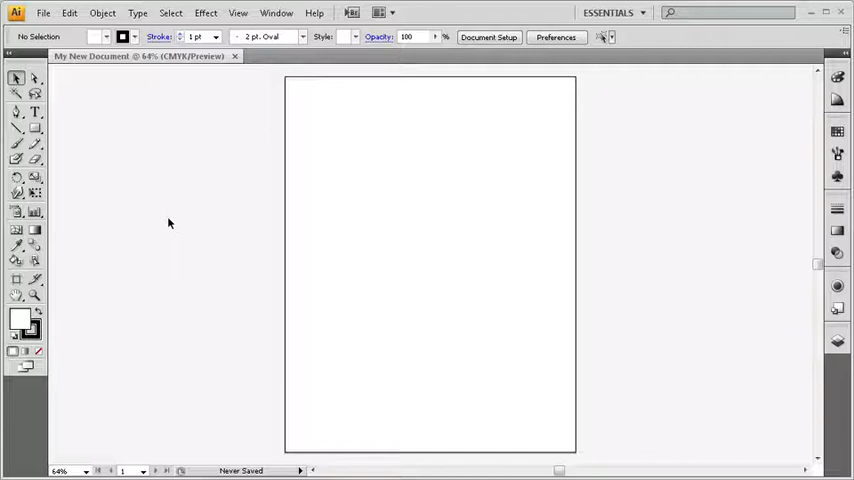 Ai File Edit Object Type Select Effect View Window Help Br ESSENTIALS
No Selection Stroke: 1 pt 2 pt. Oval Style: Opacity: 100 % Document Setup Preferences
My New Document @ 64% (CMYK/Preview)
T
64% 1 Never Saved